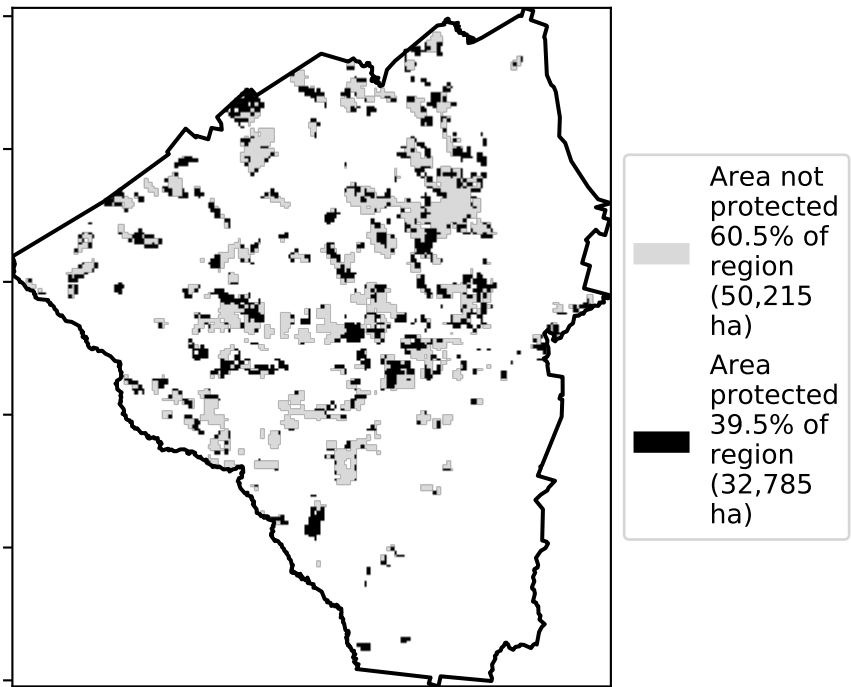 Area not
protected
60.5% of
region
(50,215
ha)
Area
protected
39.5% of
region
(32,785
ha)